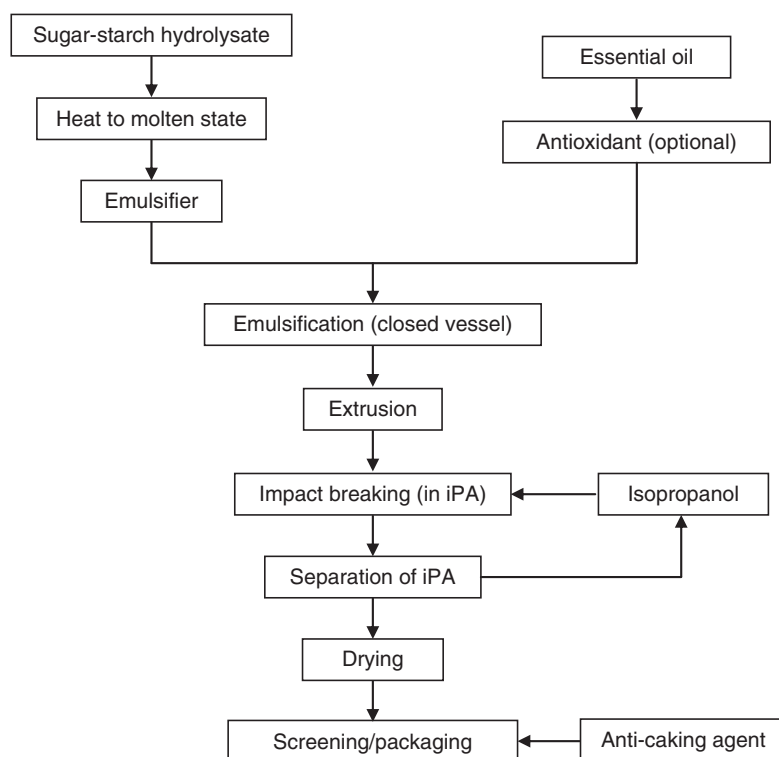 Sugar-starch hydrolysate
Essential oil
Heat to molten state
Antioxidant (optional)
Emulsifier
Emulsification (closed vessel)
Extrusion
Impact breaking (in iPA)
Isopropanol
Separation of iPA
Drying
Screening/packaging
Anti-caking agent